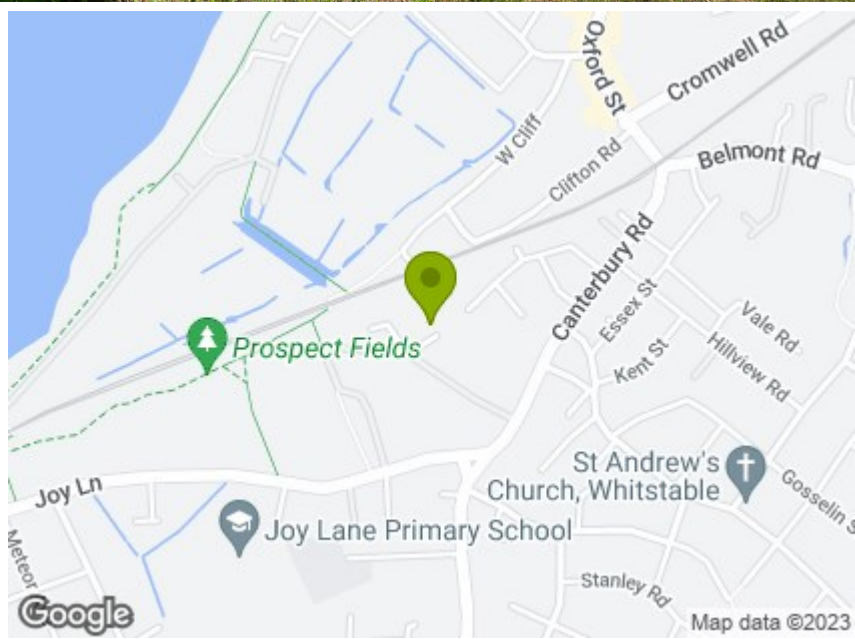 Oxford St
Cromwell Rd
W Cliff
Clifton Rd
Belmont Rd
Canterbury Rd
Essex St
Vale Rd
Kent St
Hillview Rd
Prospect Fields
St Andrew's
Church, Whitstable
Joy Ln
Gosselin S
Joy Lane Primary School
Meteor
Stanley Rd
Google
Map data ©2023